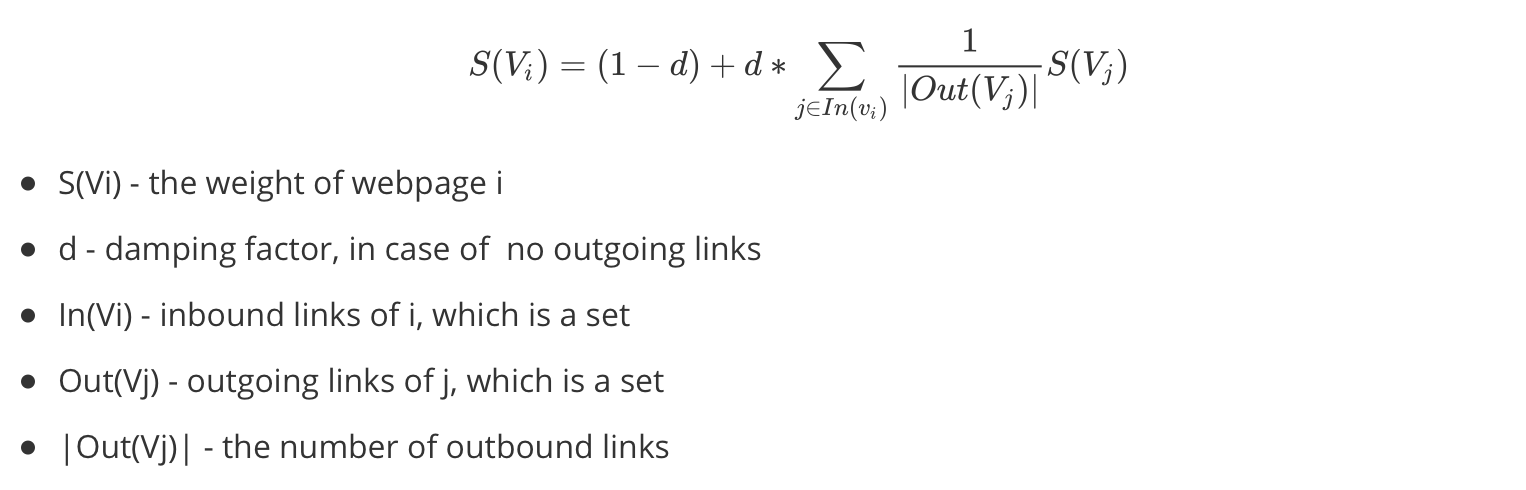 S(V_i) = (1 − d) + d * ∑_{j∈In(v_i)} \frac{1}{|Out(V_j)|} S(V_j)
• S(Vi) - the weight of webpage i
• d - damping factor, in case of  no outgoing links
• In(Vi) - inbound links of i, which is a set
• Out(Vj) - outgoing links of j, which is a set
• |Out(Vj)| - the number of outbound links